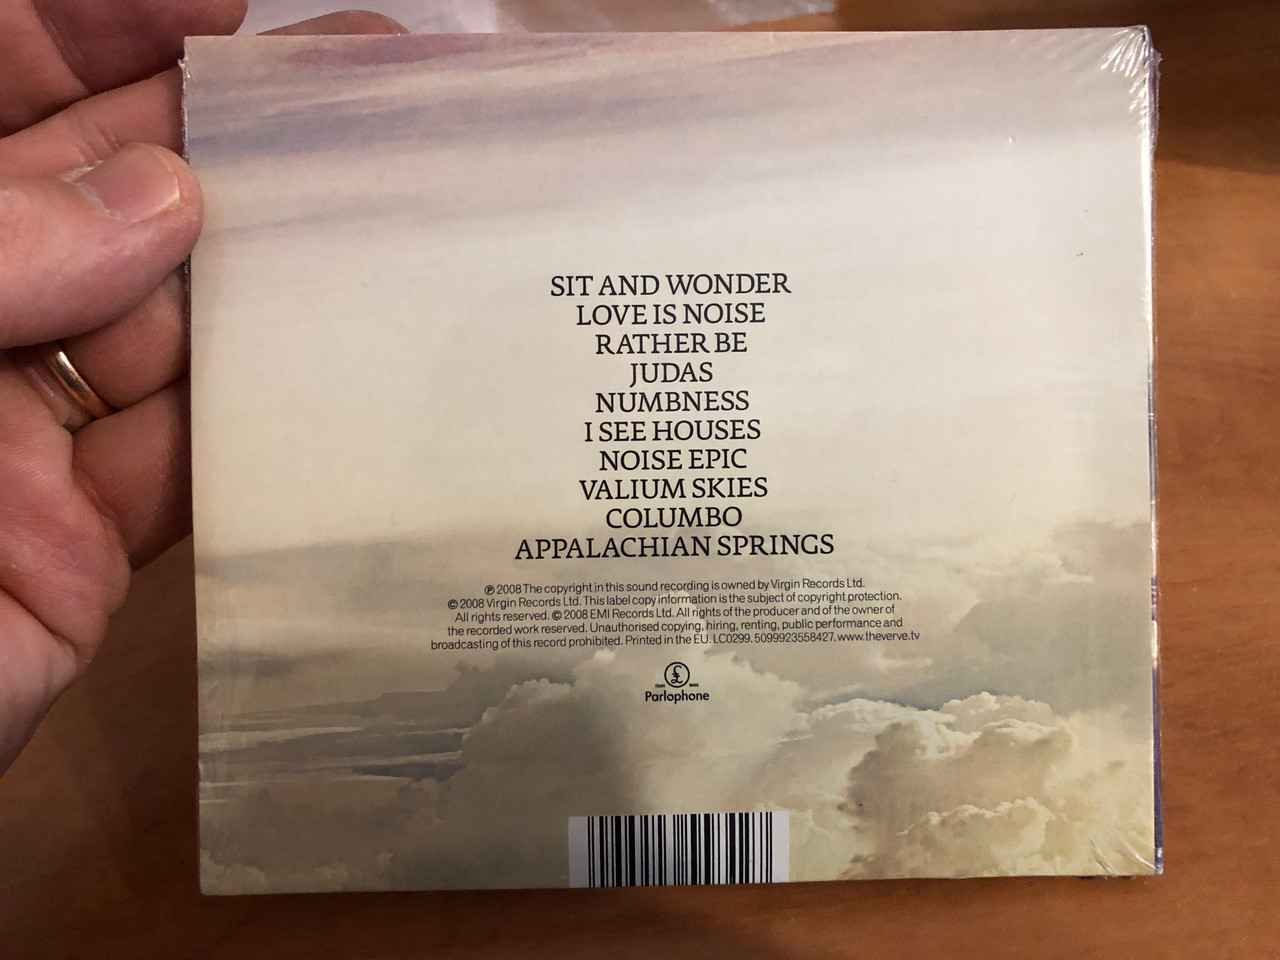 SIT AND WONDER
LOVE IS NOISE
RATHER BE
JUDAS
NUMBNESS
I SEE HOUSES
NOISE EPIC
VALIUM SKIES
COLUMBO
APPALACHIAN SPRINGS
℗ 2008 The copyright in this sound recording is owned by Virgin Records Ltd.
© 2008 Virgin Records Ltd. This label copy information is the subject of copyright protection.
All rights reserved. © 2008 EMI Records Ltd. All rights of the producer and of the owner of
the recorded work reserved. Unauthorised copying, hiring, renting, public performance and
broadcasting of this record prohibited. Printed in the EU. LC0299. 5099923558427. www.theverve.tv
£
TRADE MARK
Parlophone